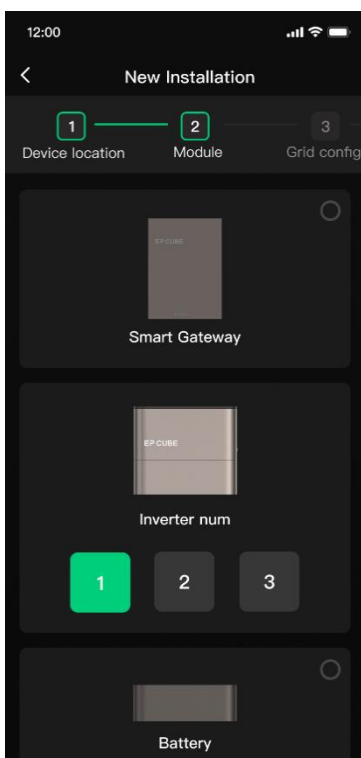 12:00
New Installation
1
2
3
Device location
Module
Grid config
EP CUBE
Smart Gateway
EP CUBE
Inverter num
1
2
3
Battery